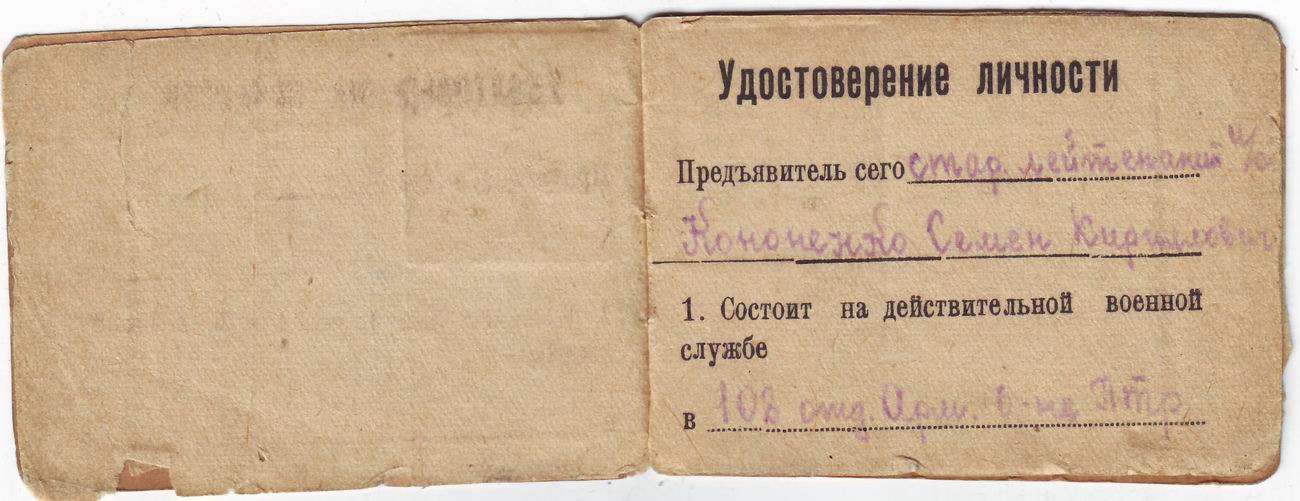 Удостоверение личности
Предъявитель сего стар. лейтенант и/с
Кононенко Семен Кириллович
1. Состоит на действительной военной
службе
в 108 отд. Арм. б-не Птр